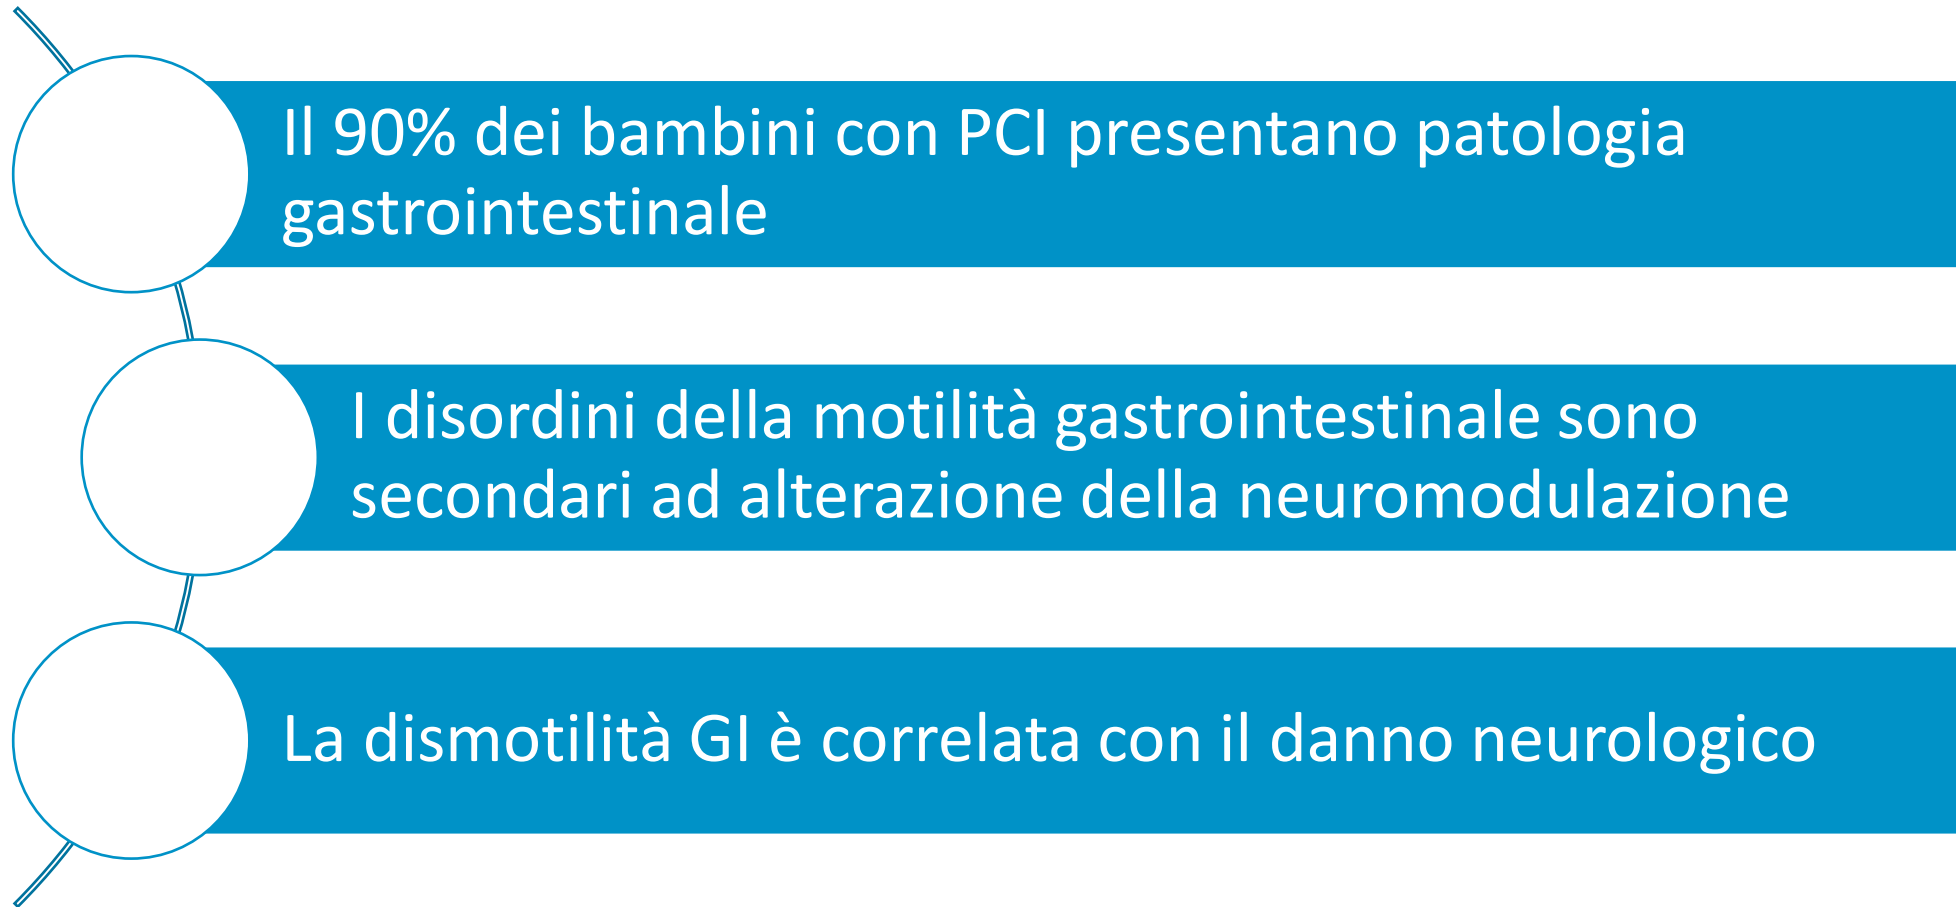 Il 90% dei bambini con PCI presentano patologia
gastrointestinale
I disordini della motilità gastrointestinale sono
secondari ad alterazione della neuromodulazione
La dismotilità GI è correlata con il danno neurologico